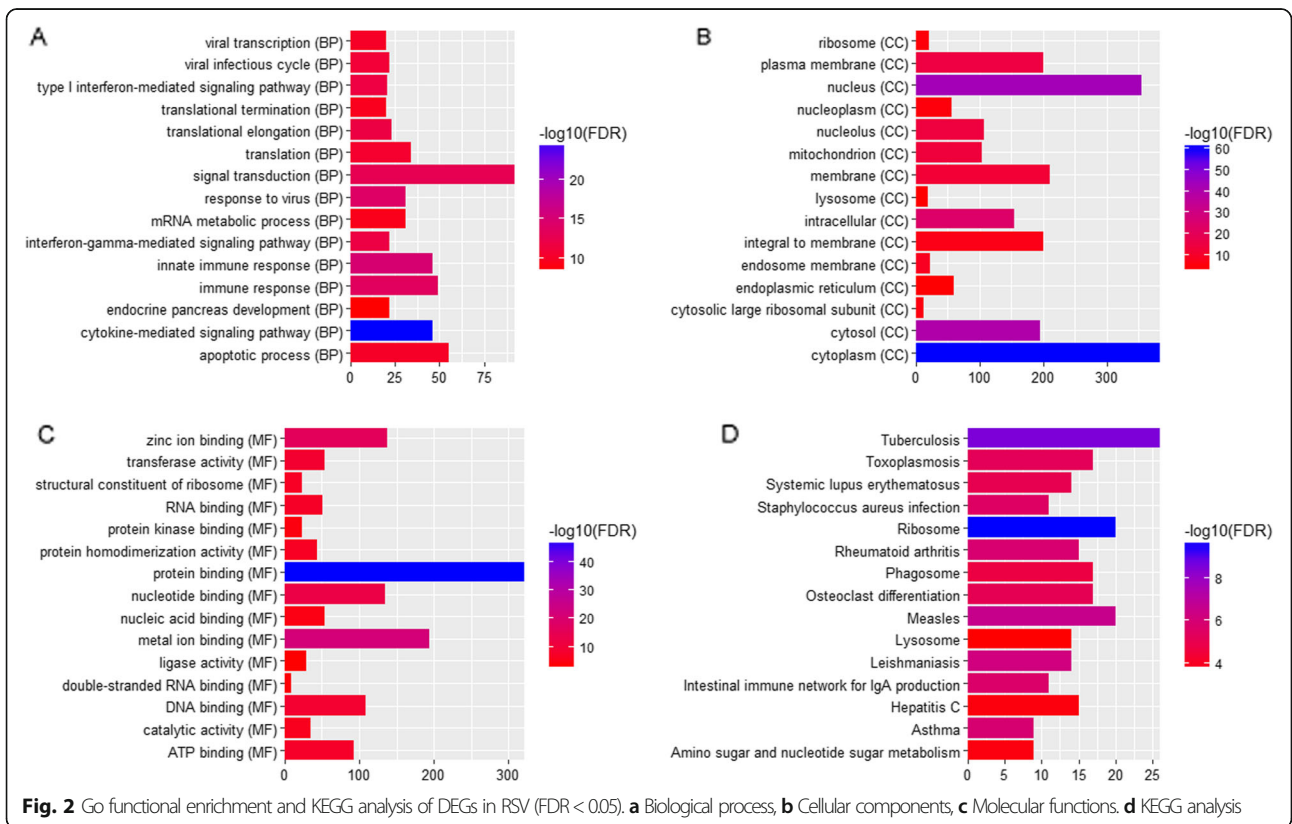 A
viral transcription (BP)
viral infectious cycle (BP)
type I interferon-mediated signaling pathway (BP)
translational termination (BP)
translational elongation (BP)
translation (BP)
signal transduction (BP)
response to virus (BP)
mRNA metabolic process (BP)
interferon-gamma-mediated signaling pathway (BP)
innate immune response (BP)
immune response (BP)
endocrine pancreas development (BP)
cytokine-mediated signaling pathway (BP)
apoptotic process (BP)
0 25 50 75
-log10(FDR)
20
15
10
B
ribosome (CC)
plasma membrane (CC)
nucleus (CC)
nucleoplasm (CC)
nucleolus (CC)
mitochondrion (CC)
membrane (CC)
lysosome (CC)
intracellular (CC)
integral to membrane (CC)
endosome membrane (CC)
endoplasmic reticulum (CC)
cytosolic large ribosomal subunit (CC)
cytosol (CC)
cytoplasm (CC)
0 100 200 300
-log10(FDR)
60
50
40
30
20
10
C
zinc ion binding (MF)
transferase activity (MF)
structural constituent of ribosome (MF)
RNA binding (MF)
protein kinase binding (MF)
protein homodimerization activity (MF)
protein binding (MF)
nucleotide binding (MF)
nucleic acid binding (MF)
metal ion binding (MF)
ligase activity (MF)
double-stranded RNA binding (MF)
DNA binding (MF)
catalytic activity (MF)
ATP binding (MF)
0 100 200 300
-log10(FDR)
40
30
20
10
D
Tuberculosis
Toxoplasmosis
Systemic lupus erythematosus
Staphylococcus aureus infection
Ribosome
Rheumatoid arthritis
Phagosome
Osteoclast differentiation
Measles
Lysosome
Leishmaniasis
Intestinal immune network for IgA production
Hepatitis C
Asthma
Amino sugar and nucleotide sugar metabolism
0 5 10 15 20 25
-log10(FDR)
8
6
4
Fig. 2 Go functional enrichment and KEGG analysis of DEGs in RSV (FDR < 0.05). a Biological process, b Cellular components, c Molecular functions. d KEGG analysis